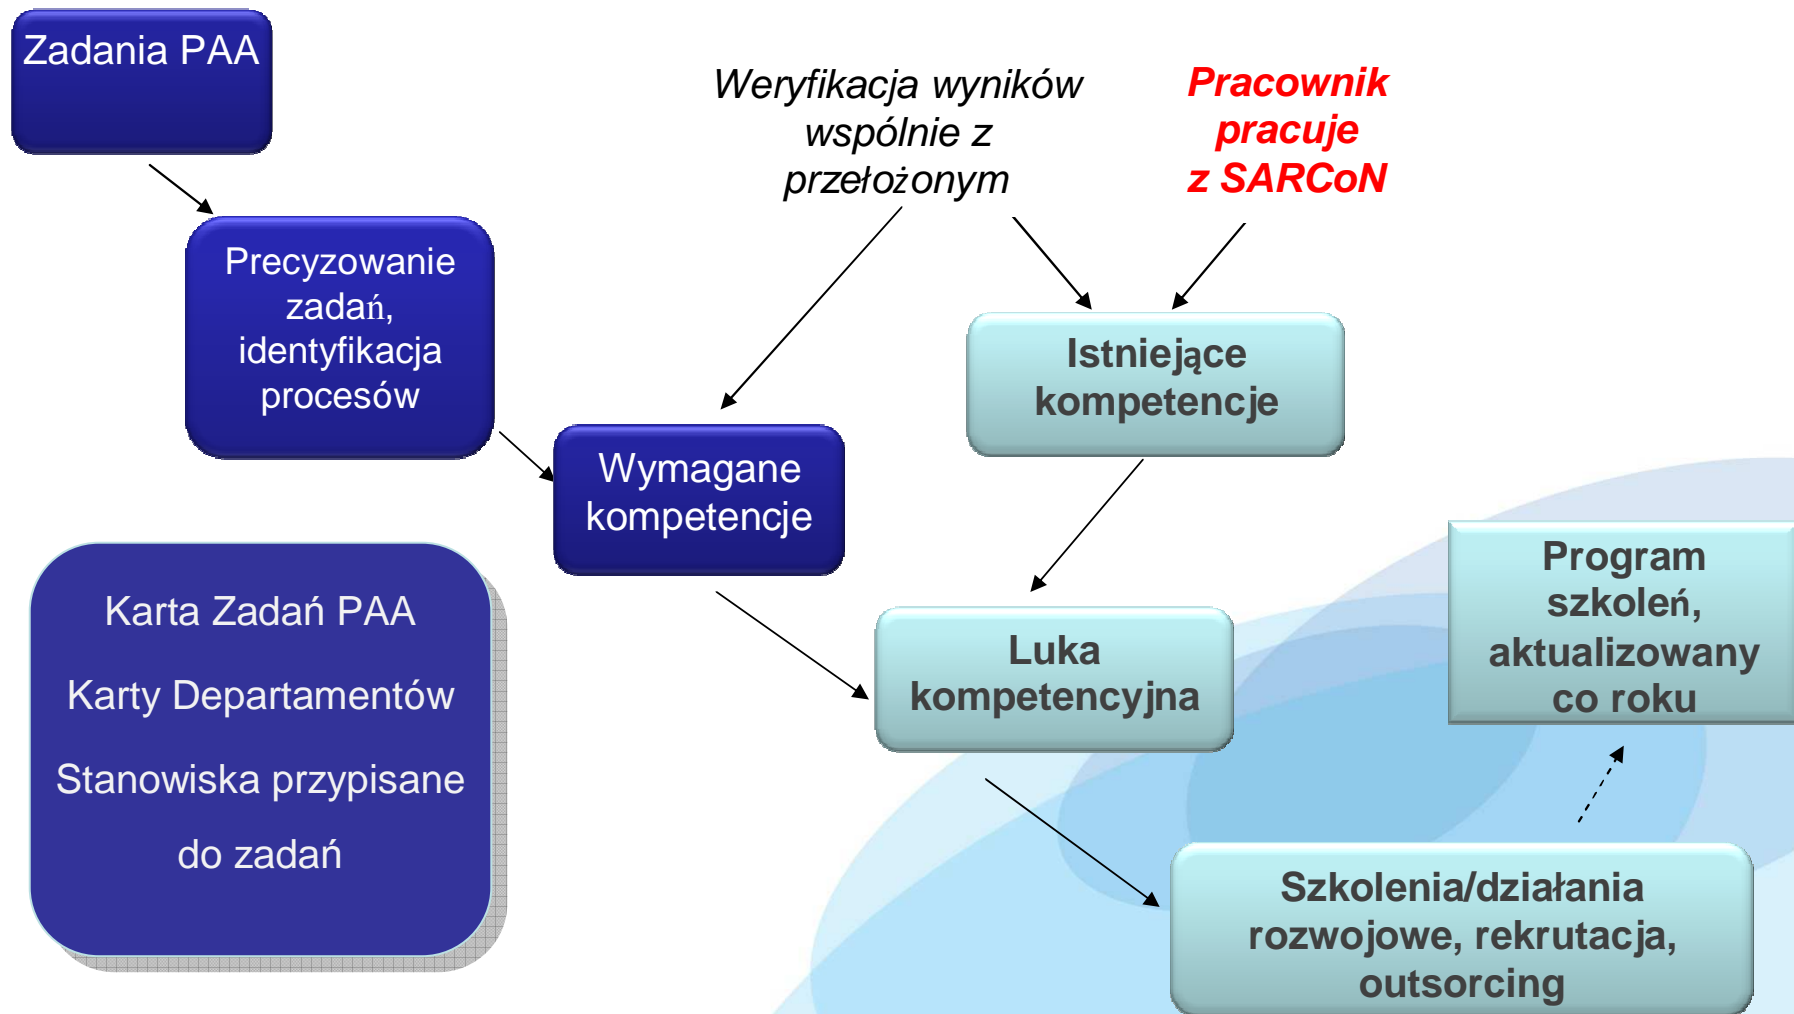 Zadania PAA
Weryfikacja wyników
wspólnie z
przełożonym
Pracownik
pracuje
z SARCoN
Precyzowanie
zadań,
identyfikacja
procesów
Istniejące
kompetencje
Wymagane
kompetencje
Karta Zadań PAA
Karty Departamentów
Stanowiska przypisane
do zadań
Luka
kompetencyjna
Program
szkoleń,
aktualizowany
co roku
Szkolenia/działania
rozwojowe, rekrutacja,
outsorcing